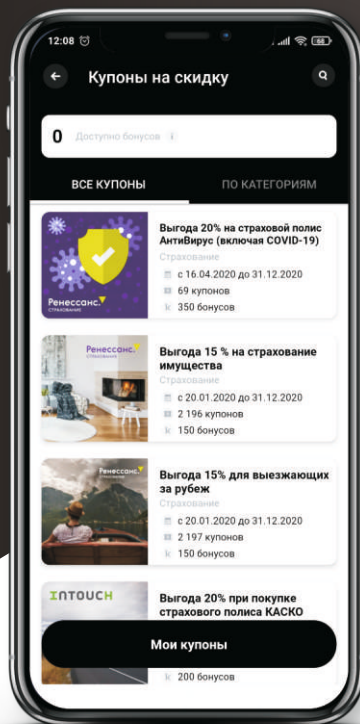 12:08
68
Купоны на скидку
0 Доступно бонусов i
ВСЕ КУПОНЫ
ПО КАТЕГОРИЯМ
Ренессанс.
СТРАХОВАНИЕ
Выгода 20% на страховой полис
АнтиВирус (включая COVID-19)
Страхование
с 16.04.2020 до 31.12.2020
69 купонов
k 350 бонусов
Ренессанс.
СТРАХОВАНИЕ
Выгода 15 % на страхование
имущества
Страхование
с 20.01.2020 до 31.12.2020
2 196 купонов
k 150 бонусов
Ренессанс.
СТРАХОВАНИЕ
Выгода 15% для выезжающих
за рубеж
Страхование
с 20.01.2020 до 31.12.2020
2 197 купонов
k 150 бонусов
INTOUCH
Выгода 20% при покупке
страхового полиса КАСКО
Мои купоны
k 200 бонусов